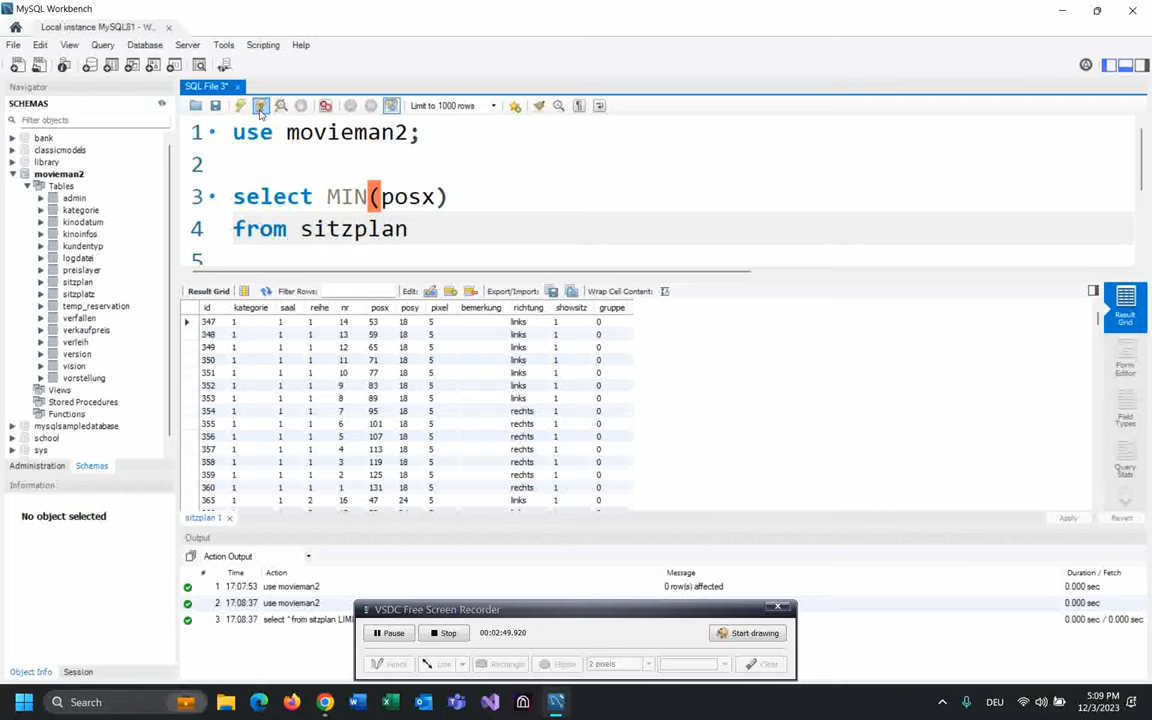 MySQL Workbench
Local instance MySQL81 - W... ×
File Edit View Query Database Server Tools Scripting Help
Navigator
SCHEMAS
Filter objects
bank
classicmodels
library
movieman2
Tables
admin
kategorie
kinodatum
kinoinfos
kundentyp
logdatei
preislayer
sitzplan
sitzplatz
temp_reservation
verfallen
verkaufpreis
verleih
version
vision
vorstellung
Views
Stored Procedures
Functions
mysqlsampledatabase
school
sys
Administration Schemas
Information
No object selected
Object Info Session
SQL File 3* ×
Limit to 1000 rows
1 use movieman2;
2
3 select MIN(posx)
4 from sitzplan
5
Result Grid Filter Rows: Edit: Export/Import: Wrap Cell Content:
id kategorie saal reihe nr posx posy pixel bemerkung richtung showsitz gruppe
347 1 1 1 14 53 18 5 links 1 0
348 1 1 1 13 59 18 5 links 1 0
349 1 1 1 12 65 18 5 links 1 0
350 1 1 1 11 71 18 5 links 1 0
351 1 1 1 10 77 18 5 links 1 0
352 1 1 1 9 83 18 5 links 1 0
353 1 1 1 8 89 18 5 links 1 0
354 1 1 1 7 95 18 5 rechts 1 0
355 1 1 1 6 101 18 5 rechts 1 0
356 1 1 1 5 107 18 5 rechts 1 0
357 1 1 1 4 113 18 5 rechts 1 0
358 1 1 1 3 119 18 5 rechts 1 0
359 1 1 1 2 125 18 5 rechts 1 0
360 1 1 1 1 131 18 5 rechts 1 0
365 1 1 2 16 47 24 5 links 1 0
Result Grid
Form Editor
Field Types
Query Stats
sitzplan 1 × Apply Revert
Output
Action Output
# Time Action Message Duration / Fetch
1 17:07:53 use movieman2 0 row(s) affected 0.000 sec
2 17:08:37 use movieman2 0.000 sec
3 17:08:37 select * from sitzplan LIM 0.000 sec / 0.000 sec
VSDC Free Screen Recorder
Pause Stop 00:02:49.920 Start drawing
Pencil Line Rectangle Ellipse 2 pixels Clear
Search DEU 5:09 PM
12/3/2023